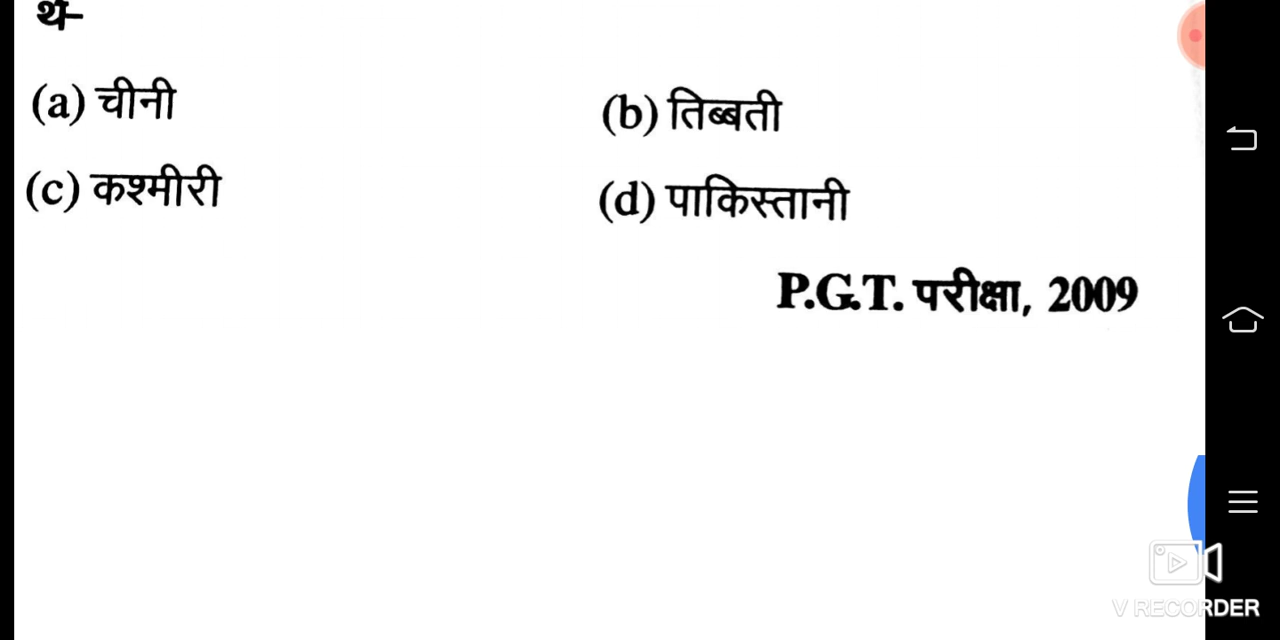 थे–
(a) चीनी (b) तिब्बती
(c) कश्मीरी (d) पाकिस्तानी
P.G.T. परीक्षा, 2009
V RECORDER